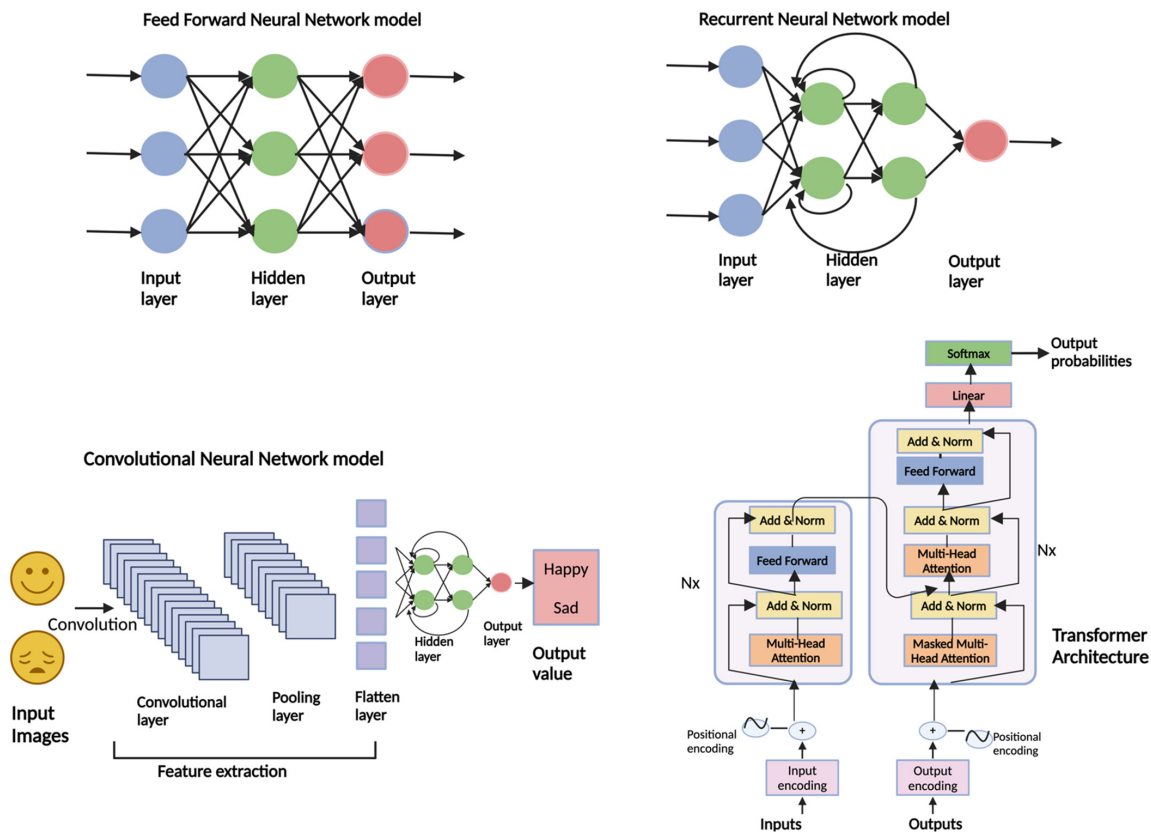 Feed Forward Neural Network model
Input
layer
Hidden
layer
Output
layer
Recurrent Neural Network model
Input
layer
Hidden
layer
Output
layer
Convolutional Neural Network model
Convolution
Input
Images
Convolutional
layer
Pooling
layer
Flatten
layer
Hidden
layer
Output
layer
Happy
Sad
Output
value
Feature extraction
Softmax
Output
probabilities
Linear
Add & Norm
Feed Forward
Add & Norm
Multi-Head
Attention
Nx
Add & Norm
Masked Multi-
Head Attention
Add & Norm
Feed Forward
Nx
Add & Norm
Multi-Head
Attention
Transformer
Architecture
Positional
encoding
+
+
Positional
encoding
Input
encoding
Output
encoding
Inputs
Outputs